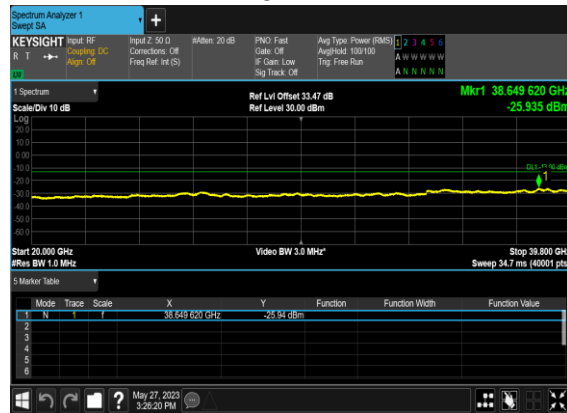 Spectrum Analyzer 1
Swept SA
KEYSIGHT Input: RF Input Z: 50 Ω #Atten: 20 dB PNO: Fast Avg Type: Power (RMS) 1 2 3 4 5 6
R T Coupling: DC Corrections: Off Gate: Off Avg|Hold: 100/100 A W W W W W
Align: Off Freq Ref: Int (S) IF Gain: Low Trig: Free Run
Sig Track: Off A N N N N N
1 Spectrum Ref Lvl Offset 33.47 dB Mkr1 38.649 620 GHz
Scale/Div 10 dB Ref Level 30.00 dBm -25.935 dBm
Log
20.0
10.0
0.00
-10.0
DL1 -13.00 dBm
1
-20.0
-30.0
-40.0
-50.0
-60.0
Start 20.000 GHz Video BW 3.0 MHz* Stop 39.800 GHz
#Res BW 1.0 MHz Sweep 34.7 ms (40001 pts)
5 Marker Table
Mode Trace Scale X Y Function Function Width Function Value
1 N 1 f 38.649 620 GHz -25.94 dBm
2
3
4
5
6
? May 27, 2023
3:26:20 PM